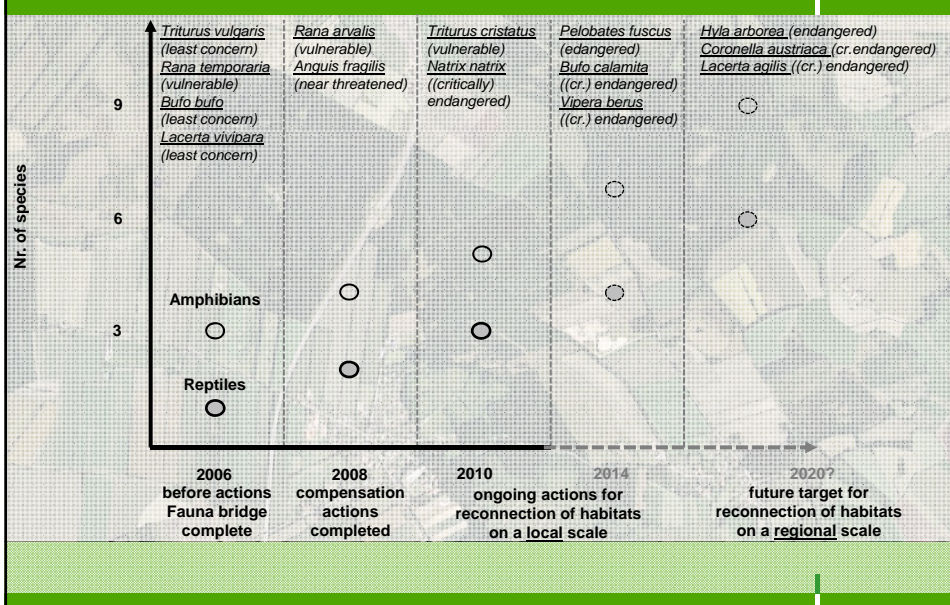 Triturus vulgaris
(least concern)
Rana temporaria
(vulnerable)
Bufo bufo
(least concern)
Lacerta vivipara
(least concern)
Rana arvalis
(vulnerable)
Anguis fragilis
(near threatened)
Triturus cristatus
(vulnerable)
Natrix natrix
((critically)
endangered)
Pelobates fuscus
(edangered)
Bufo calamita
((cr.) endangered)
Vipera berus
((cr.) endangered)
Hyla arborea (endangered)
Coronella austriaca (cr.endangered)
Lacerta agilis ((cr.) endangered)
Nr. of species
9
6
3
Amphibians
Reptiles
2006
before actions
Fauna bridge
complete
2008
compensation
actions
completed
2010
2014
ongoing actions for
reconnection of habitats
on a local scale
2020?
future target for
reconnection of habitats
on a regional scale